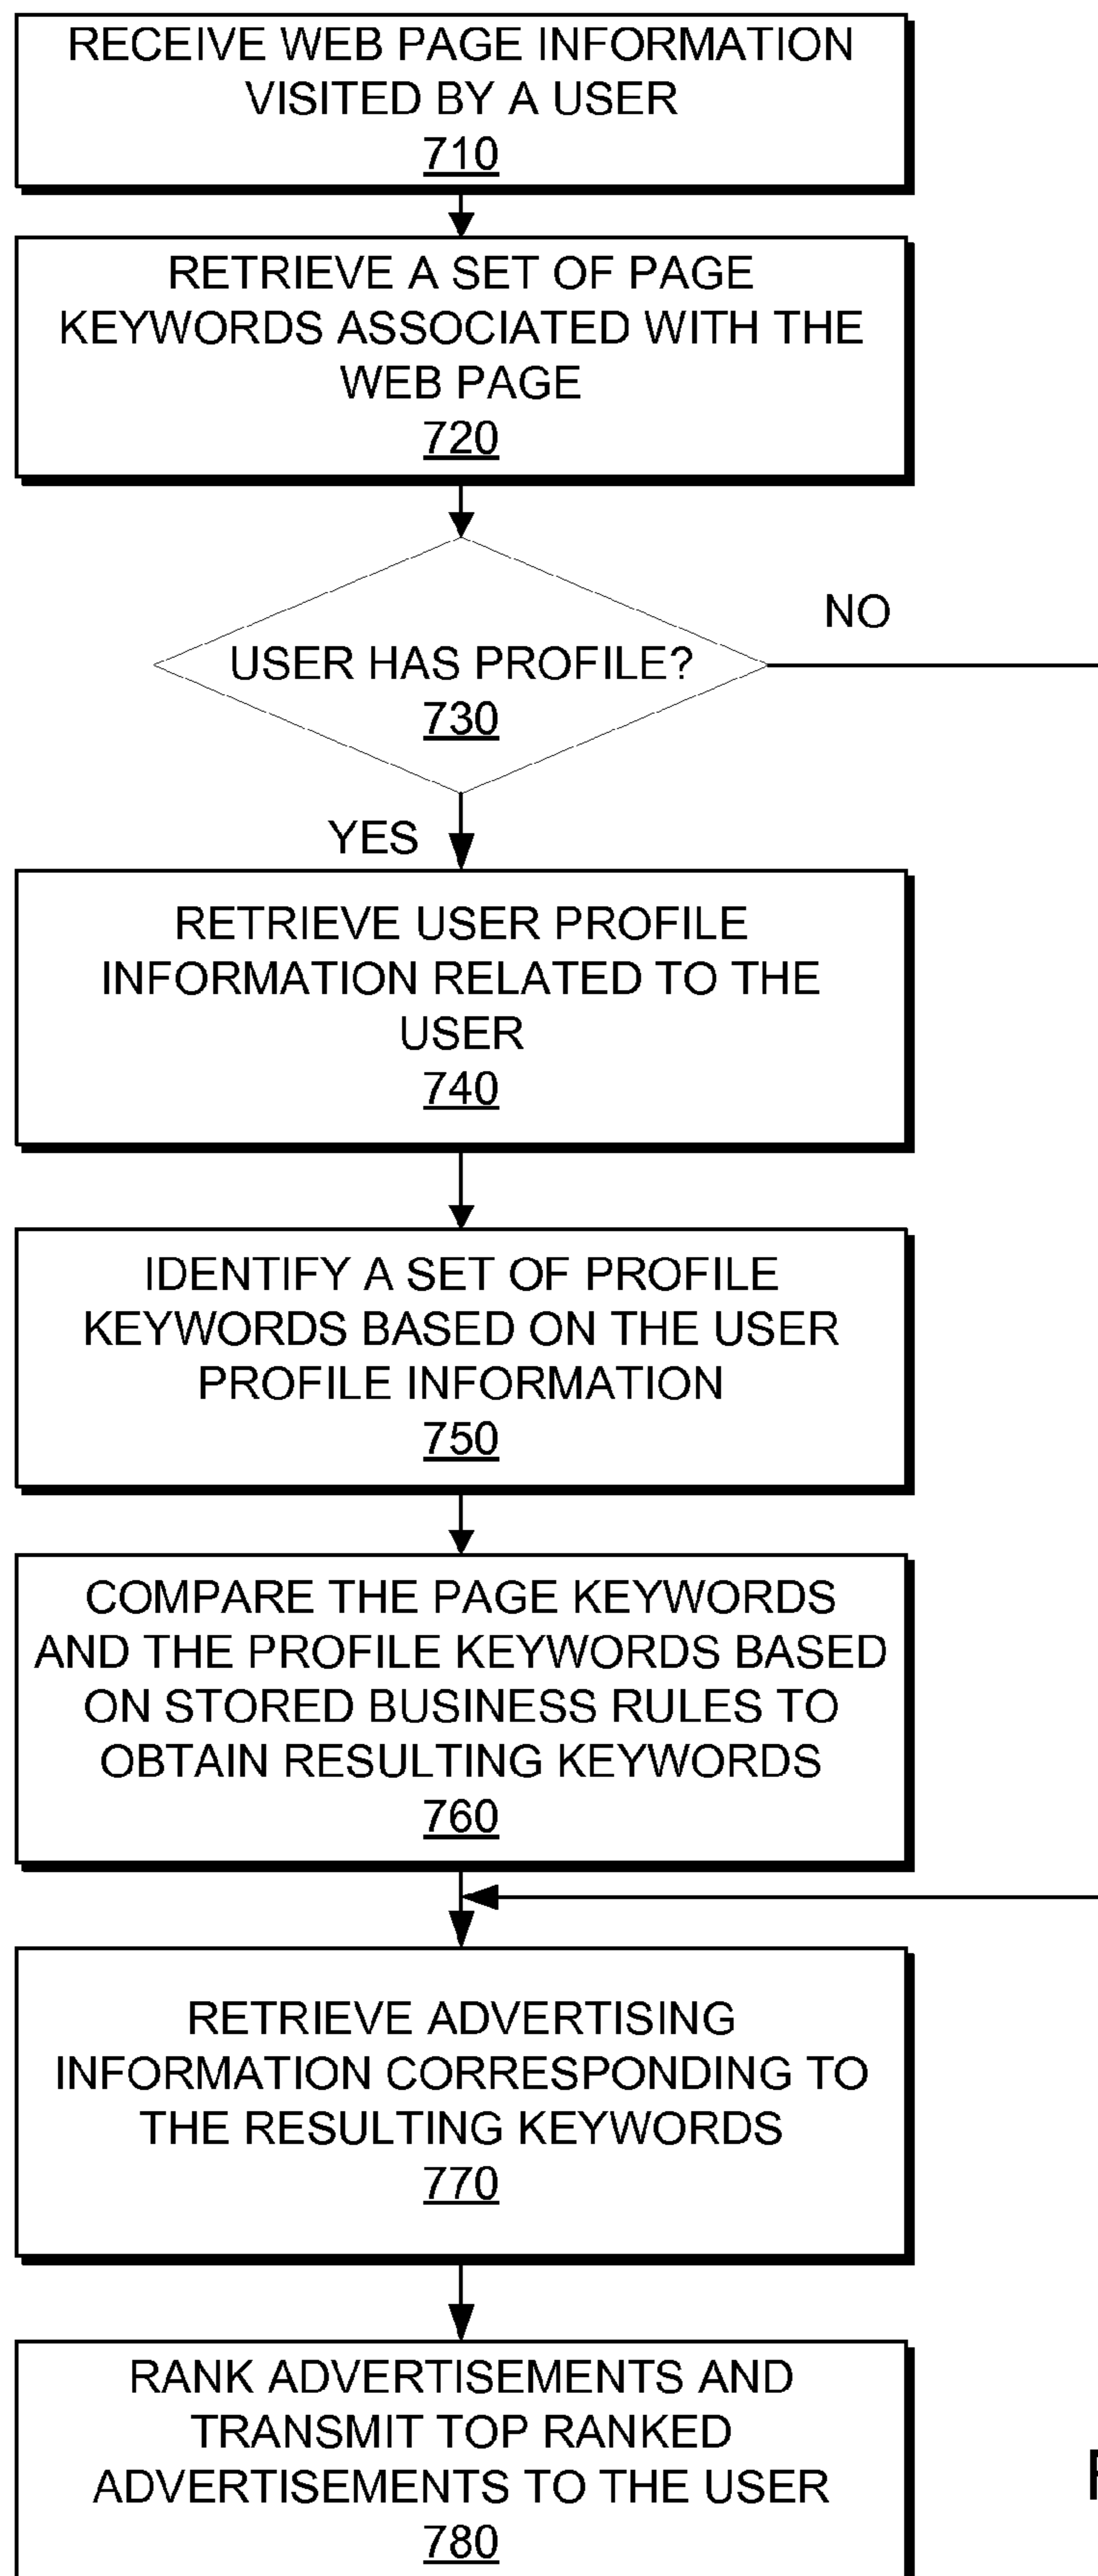 RECEIVE WEB PAGE INFORMATION
VISITED BY A USER
710
RETRIEVE A SET OF PAGE
KEYWORDS ASSOCIATED WITH THE
WEB PAGE
720
NO
USER HAS PROFILE?
730
YES
RETRIEVE USER PROFILE
INFORMATION RELATED TO THE
USER
740
IDENTIFY A SET OF PROFILE
KEYWORDS BASED ON THE USER
PROFILE INFORMATION
750
COMPARE THE PAGE KEYWORDS
AND THE PROFILE KEYWORDS BASED
ON STORED BUSINESS RULES TO
OBTAIN RESULTING KEYWORDS
760
RETRIEVE ADVERTISING
INFORMATION CORRESPONDING TO
THE RESULTING KEYWORDS
770
RANK ADVERTISEMENTS AND
TRANSMIT TOP RANKED
ADVERTISEMENTS TO THE USER
780